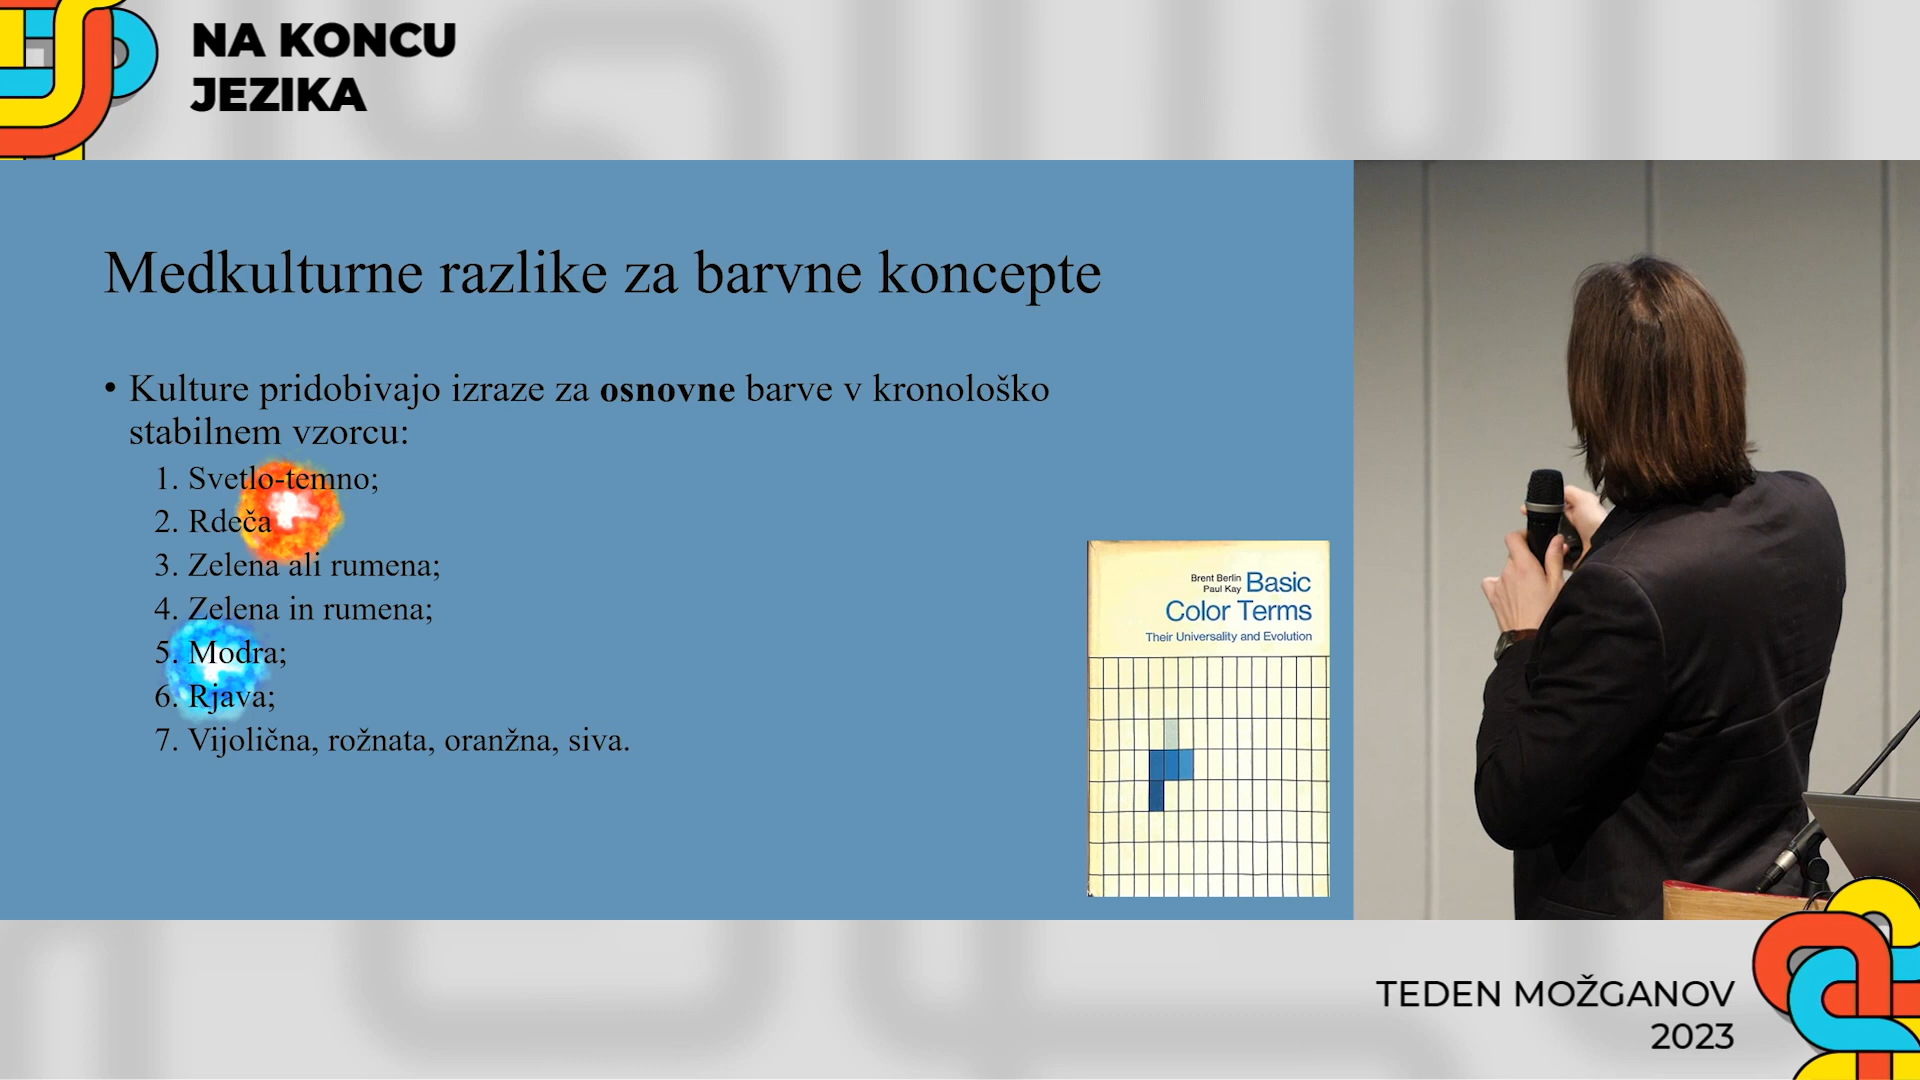 NA KONCU
JEZIKA
Medkulturne razlike za barvne koncepte
• Kulture pridobivajo izraze za osnovne barve v kronološko
stabilnem vzorcu:
1. Svetlo-temno;
2. Rdeča
3. Zelena ali rumena;
4. Zelena in rumena;
5. Modra;
6. Rjava;
7. Vijolična, rožnata, oranžna, siva.
Brent Berlin
Paul Kay
Basic
Color Terms
Their Universality and Evolution
TEDEN MOŽGANOV
2023